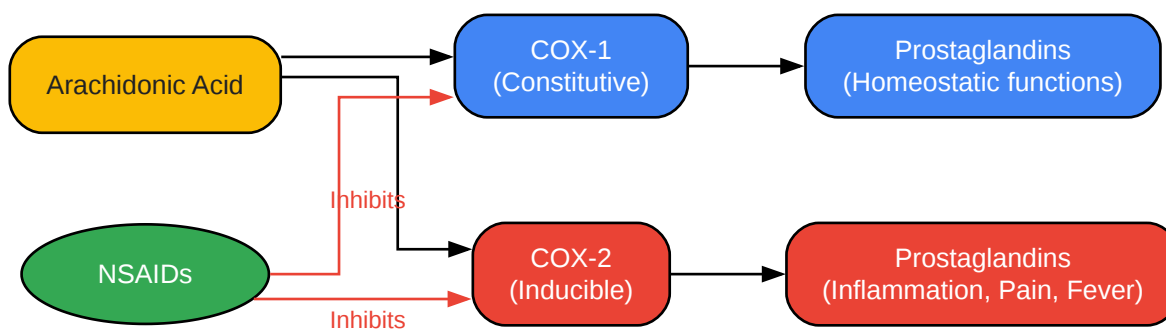 Arachidonic Acid
COX-1
(Constitutive)
Prostaglandins
(Homeostatic functions)
Inhibits
NSAIDs
COX-2
(Inducible)
Prostaglandins
(Inflammation, Pain, Fever)
Inhibits